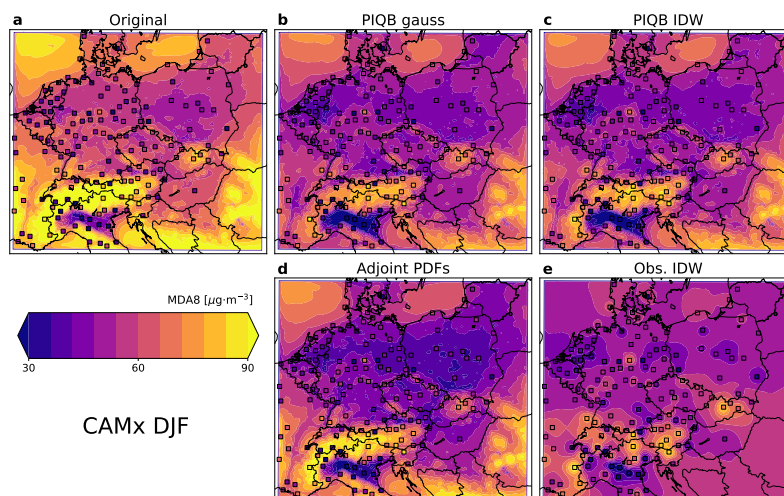 a Original
b PIQB gauss
c PIQB IDW
d Adjoint PDFs
e Obs. IDW
MDA8 [μg·m⁻³]
30 60 90
CAMx DJF